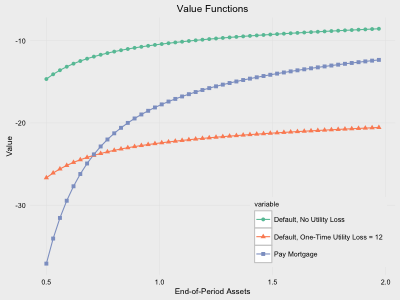 Value Functions
-10
-20
-30
Value
0.5
1.0
1.5
2.0
End-of-Period Assets
variable
Default, No Utility Loss
Default, One-Time Utility Loss = 12
Pay Mortgage